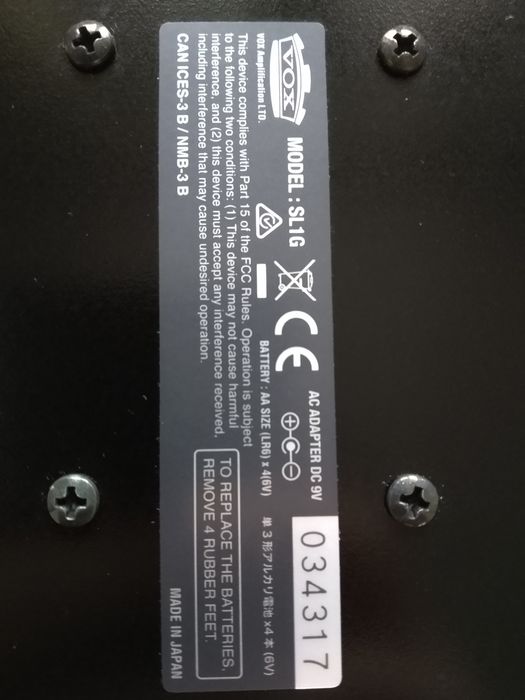 VOX
VOX Amplification LTD.
MODEL : SL1G
CE
AC ADAPTER DC 9V
BATTERY : AA SIZE (LR6) x 4(6V)
単3形アルカリ電池x4本(6V)
034317
This device complies with Part 15 of the FCC Rules. Operation is subject
to the following two conditions: (1) This device may not cause harmful
interference, and (2) this device must accept any interference received,
including interference that may cause undesired operation.
CAN ICES-3 B / NMB-3 B
TO REPLACE THE BATTERIES,
REMOVE 4 RUBBER FEET.
MADE IN JAPAN